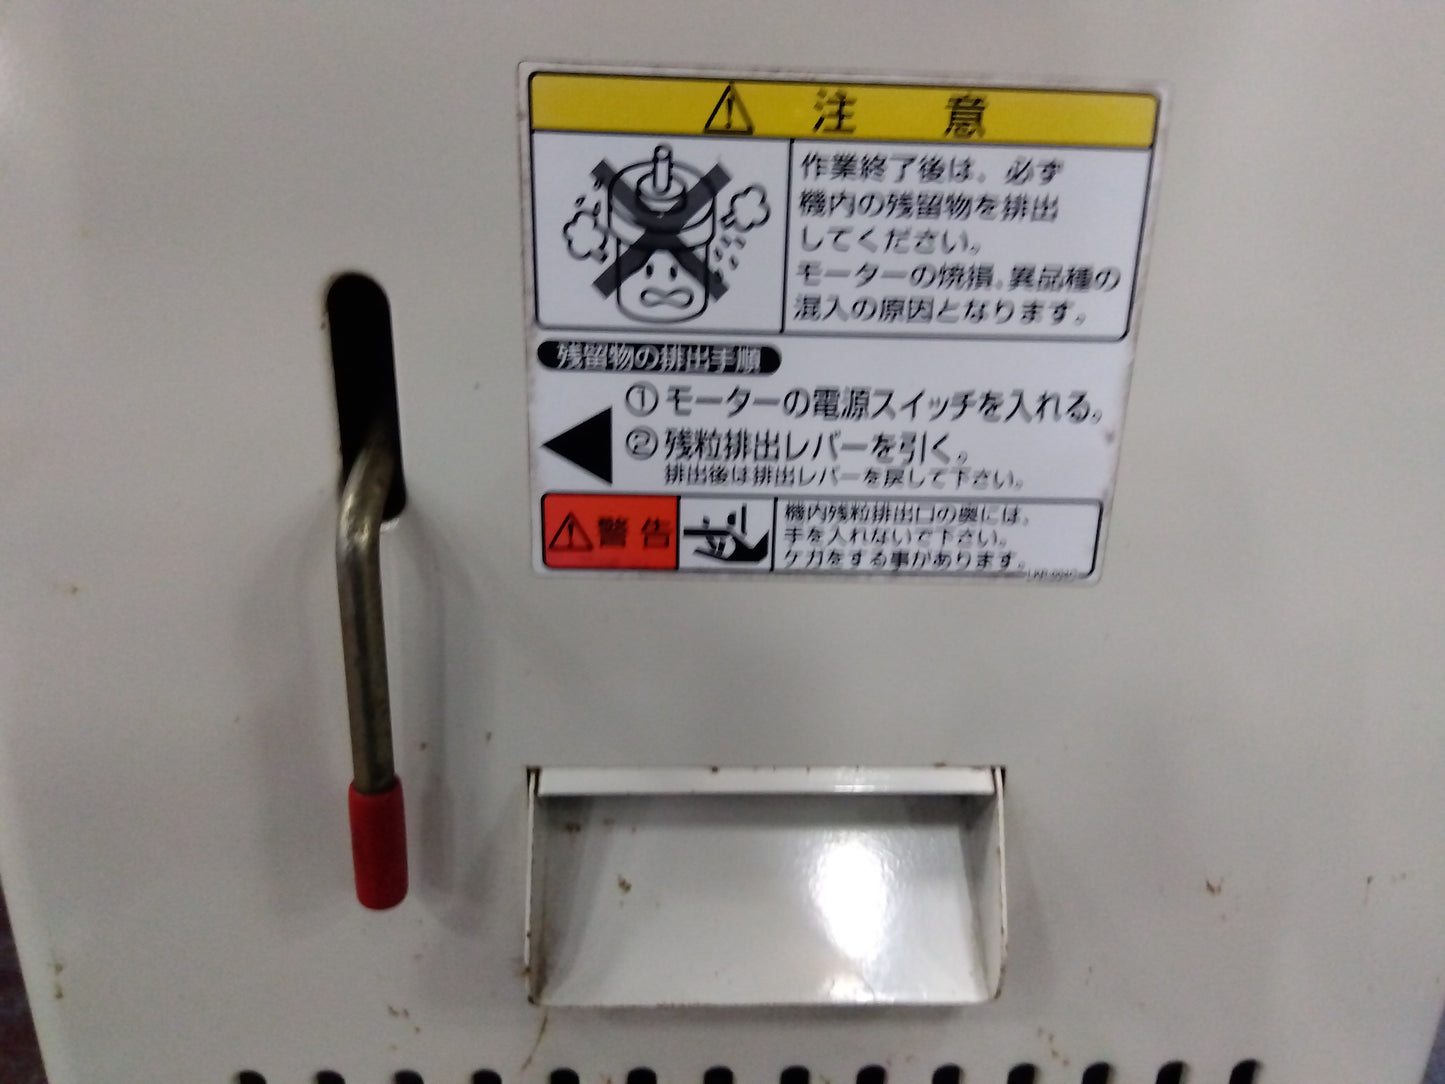 注意
作業終了後は、必ず
機内の残留物を排出
してください。
モーターの焼損、異品種の
混入の原因となります。
残留物の排出手順
①モーターの電源スイッチを入れる。
②残粒排出レバーを引く。
排出後は排出レバーを戻して下さい。
警告
機内残粒排出口の奥には、
手を入れないで下さい。
ケガをする事があります。